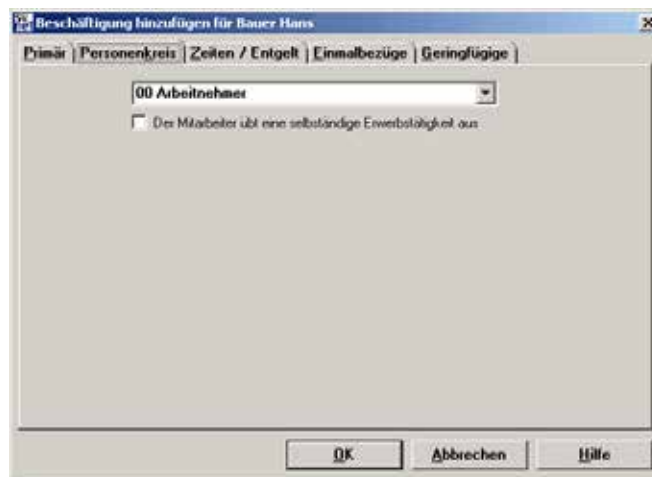 Beschäftigung hinzufügen für Bauer Hans
Primär Personenkreis Zeiten / Entgelt Einmalbezüge Geringfügige
00 Arbeitnehmer
Der Mitarbeiter übt eine selbständige Erwerbstätigkeit aus
OK Abbrechen Hilfe